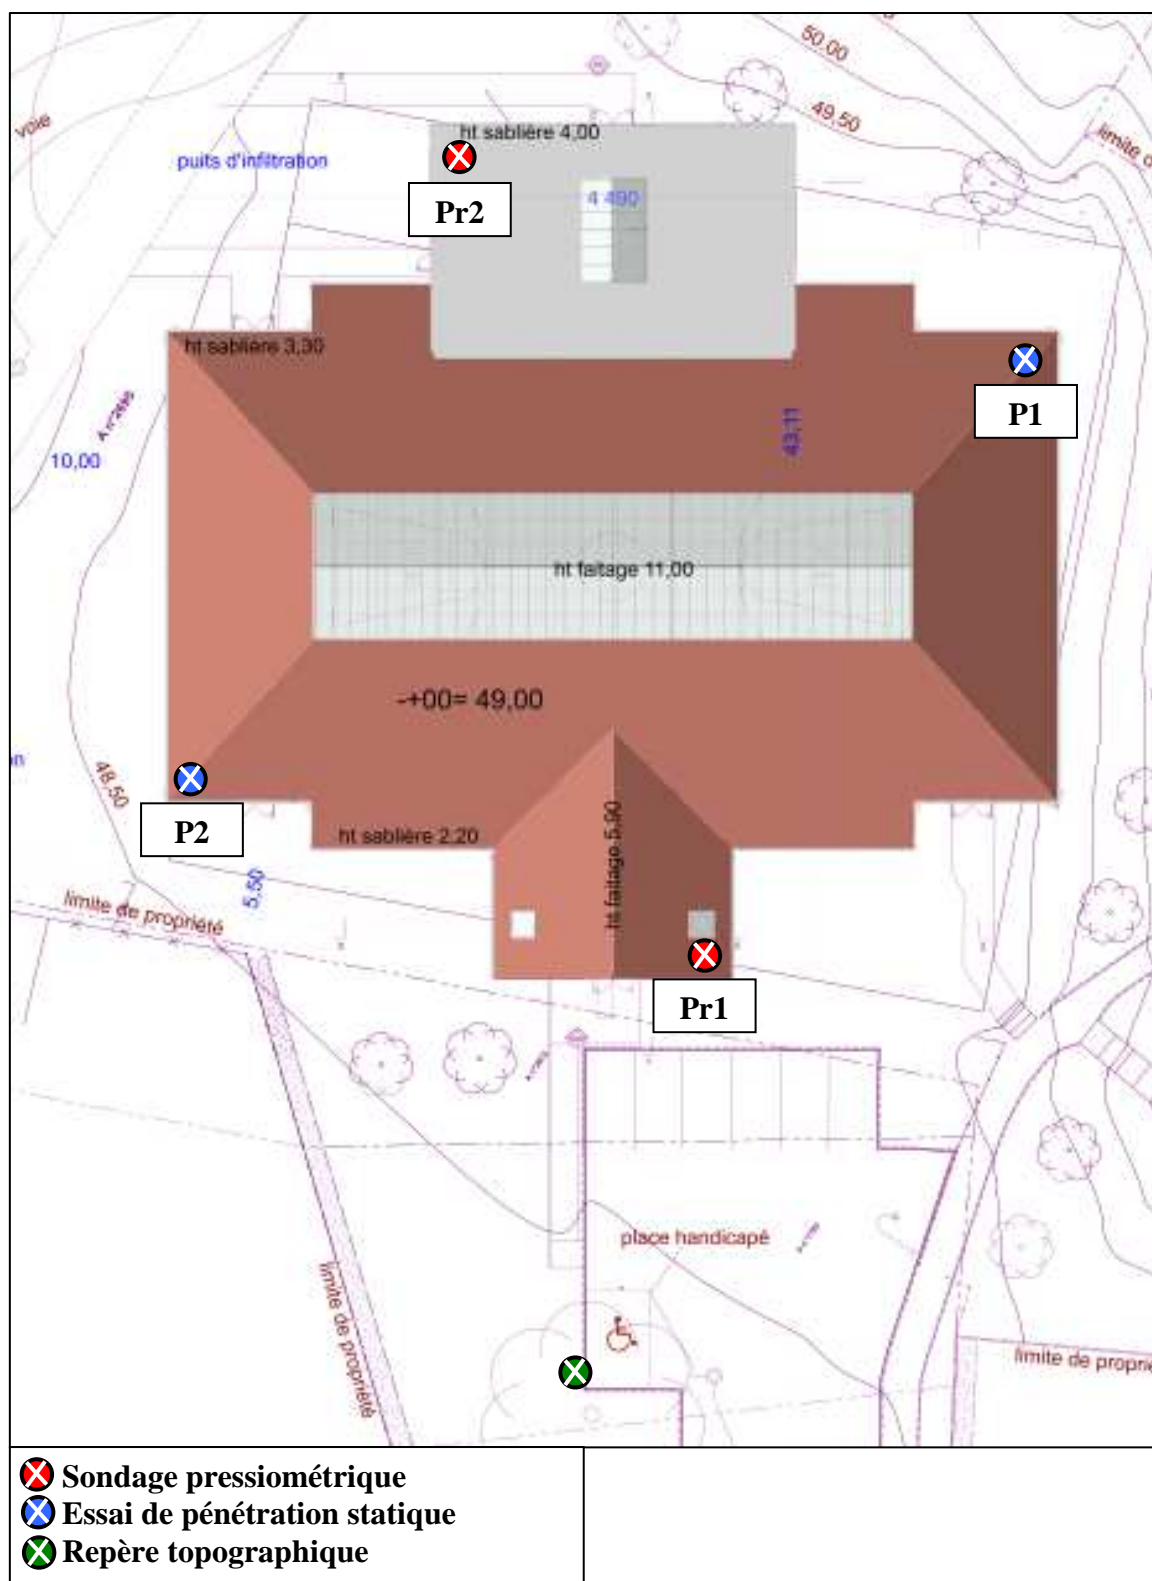 50.00
49.50
voie
limite d
ht sablière 4,00
puits d'infiltration
Pr2
4 490
ht sablière 3,30
P1
43,11
10,00
ht faitage 11,00
-+00= 49,00
48.50
P2
ht sablière 2,20
ht faitage 5,90
5,50
limite de propriété
Pr1
place handicapé
limite de propriété
limite de proprié
Sondage pressiométrique
Essai de pénétration statique
Repère topographique